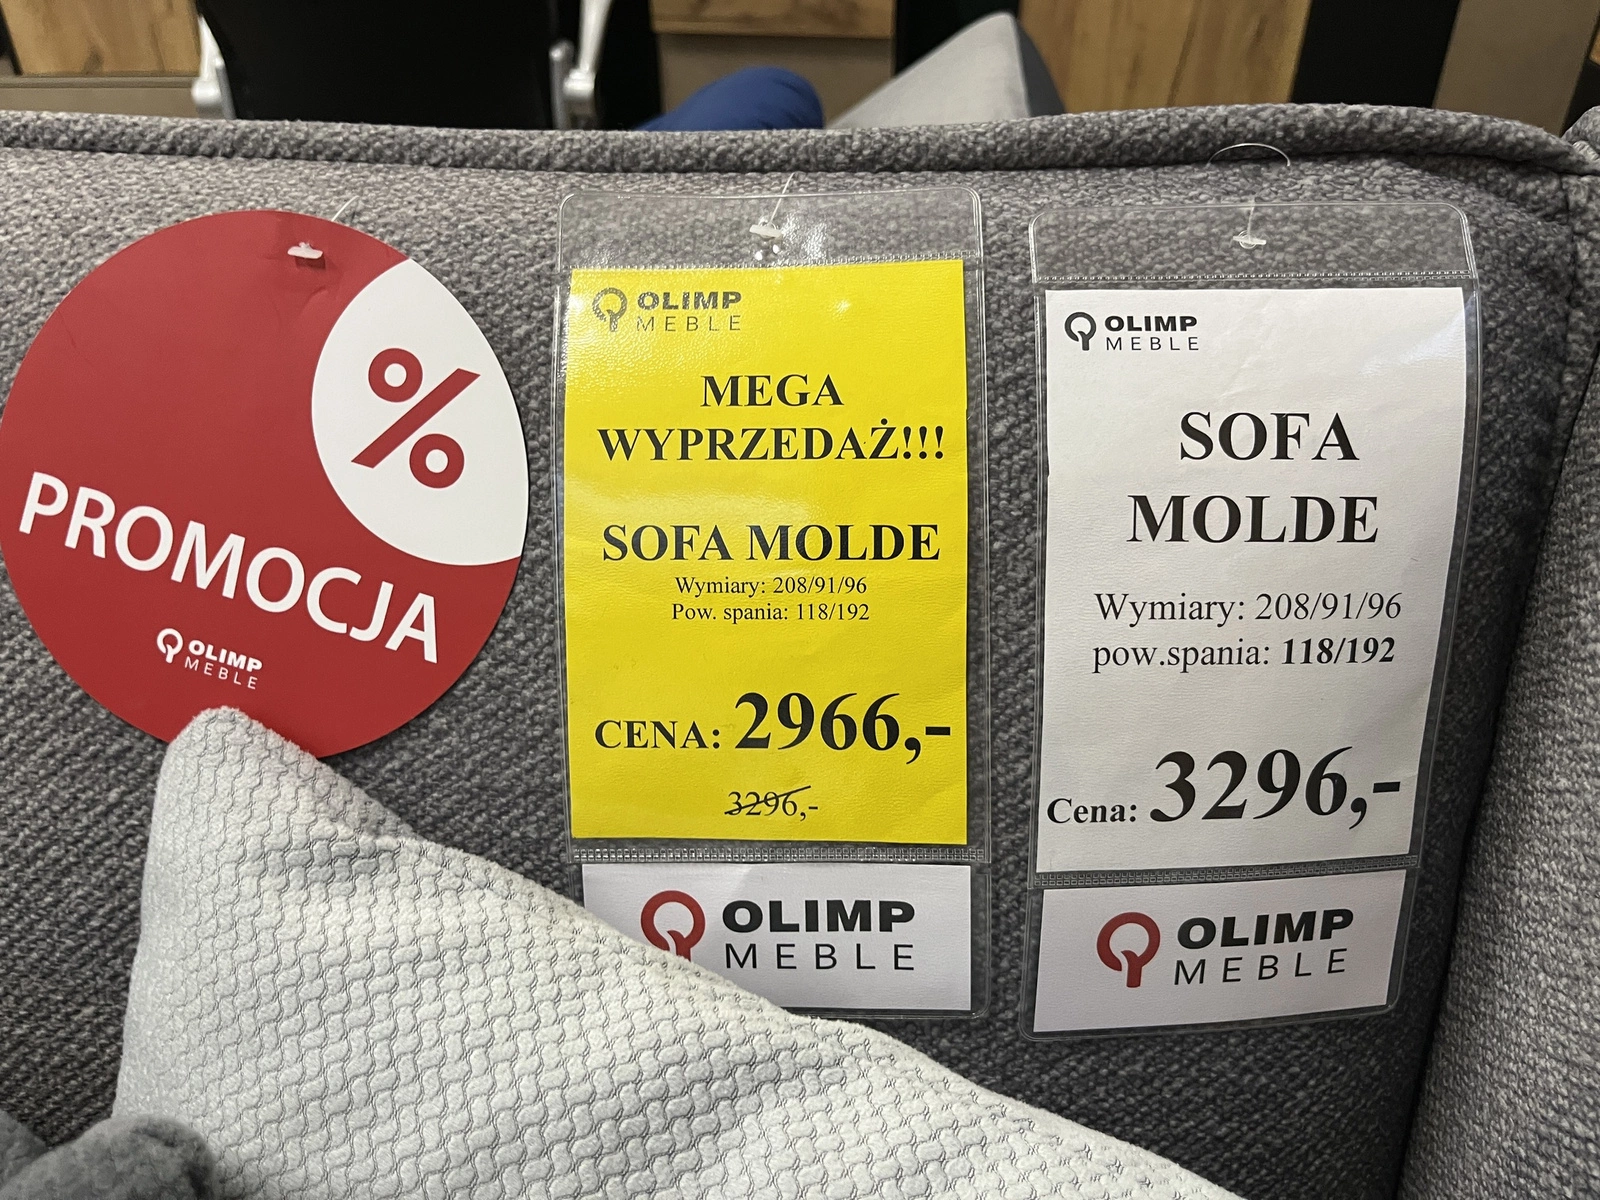 %
PROMOCJA
OLIMP
MEBLE
OLIMP
MEBLE
MEGA
WYPRZEDAŻ!!!
SOFA MOLDE
Wymiary: 208/91/96
Pow. spania: 118/192
CENA: 2966,-
3296,-
OLIMP
MEBLE
OLIMP
MEBLE
SOFA
MOLDE
Wymiary: 208/91/96
pow.spania: 118/192
Cena: 3296,-
OLIMP
MEBLE